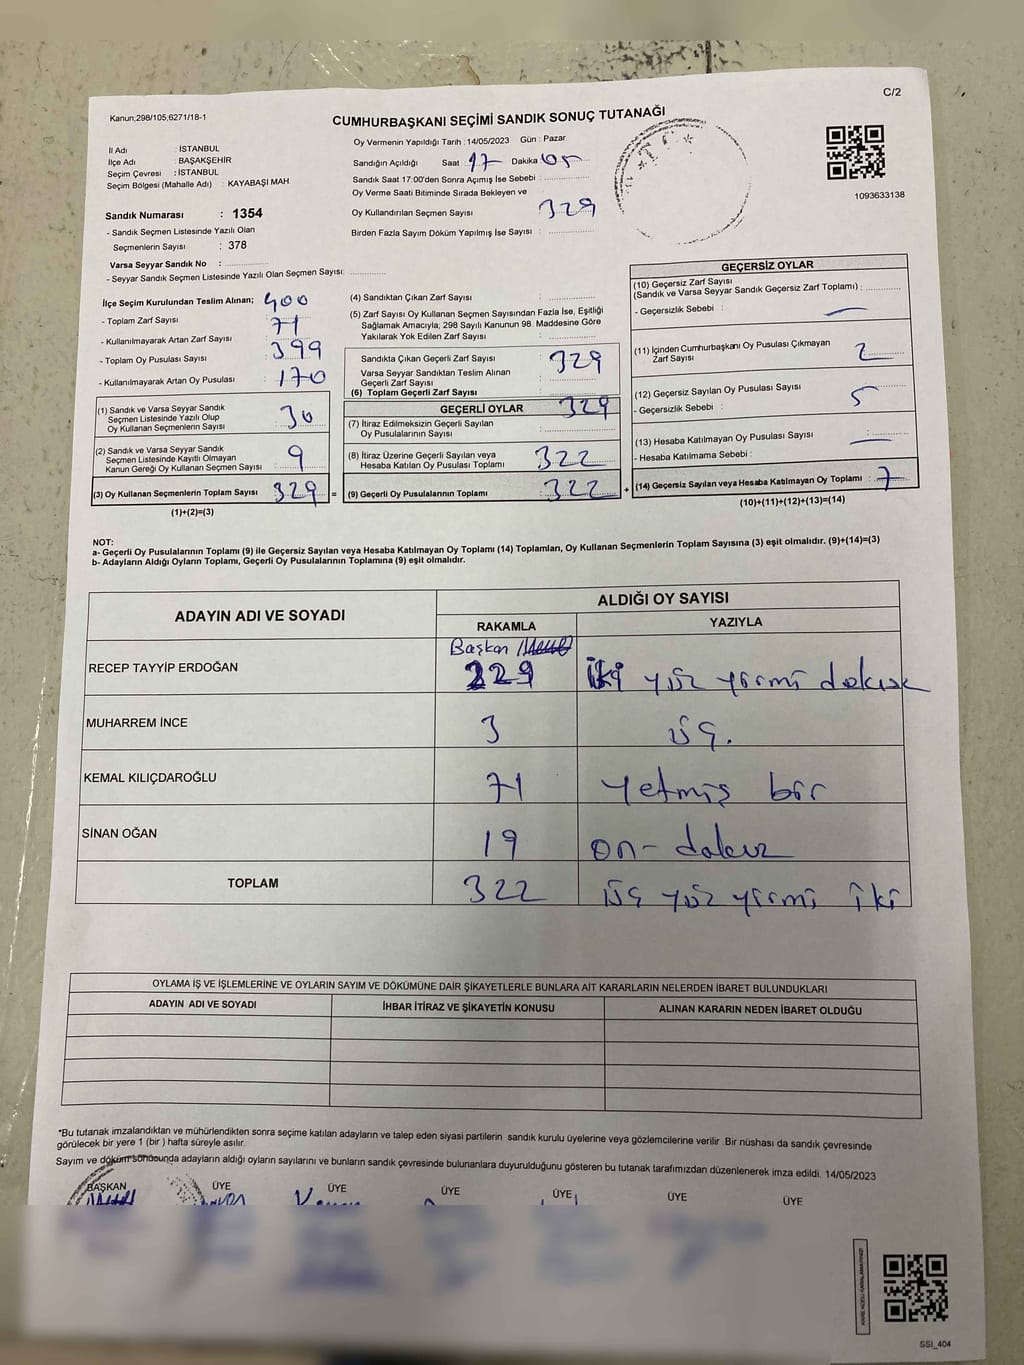 C/2
Kanun;298/105,6271/18-1
CUMHURBAŞKANI SEÇİMİ SANDIK SONUÇ TUTANAĞI
İl Adı : İSTANBUL
İlçe Adı : BAŞAKŞEHİR
Seçim Çevresi : İSTANBUL
Seçim Bölgesi (Mahalle Adı) : KAYABAŞI MAH
Sandık Numarası : 1354
- Sandık Seçmen Listesinde Yazılı Olan
Seçmenlerin Sayısı : 378
Varsa Seyyar Sandık No :
- Seyyar Sandık Seçmen Listesinde Yazılı Olan Seçmen Sayısı:
Oy Vermenin Yapıldığı Tarih : 14/05/2023 Gün : Pazar
Sandığın Açıldığı Saat 17 Dakika 05
Sandık Saat 17.00'den Sonra Açımış İse Sebebi :
Oy Verme Saati Bitiminde Sırada Bekleyen ve
Oy Kullandırılan Seçmen Sayısı : 329
Birden Fazla Sayım Döküm Yapılmış İse Sayısı :
1093633138
İlçe Seçim Kurulundan Teslim Alınan; 400
- Toplam Zarf Sayısı
- Kullanılmayarak Artan Zarf Sayısı : 71
- Toplam Oy Pusulası Sayısı : 399
- Kullanılmayarak Artan Oy Pusulası : 170
(1) Sandık ve Varsa Seyyar Sandık
Seçmen Listesinde Yazılı Olup
Oy Kullanan Seçmenlerin Sayısı : 30
(2) Sandık ve Varsa Seyyar Sandık
Seçmen Listesinde Kayıtlı Olmayan
Kanun Gereği Oy Kullanan Seçmen Sayısı : 9
(3) Oy Kullanan Seçmenlerin Toplam Sayısı : 329 =
(1)+(2)=(3)
(4) Sandıktan Çıkan Zarf Sayısı :
(5) Zarf Sayısı Oy Kullanan Seçmen Sayısından Fazla İse, Eşitliği
Sağlamak Amacıyla; 298 Sayılı Kanunun 98. Maddesine Göre
Yakılarak Yok Edilen Zarf Sayısı :
Sandıkta Çıkan Geçerli Zarf Sayısı : 329
Varsa Seyyar Sandıktan Teslim Alınan
Geçerli Zarf Sayısı :
(6) Toplam Geçerli Zarf Sayısı : 329
GEÇERLİ OYLAR
(7) İtiraz Edilmeksizin Geçerli Sayılan
Oy Pusulalarının Sayısı :
(8) İtiraz Üzerine Geçerli Sayılan veya
Hesaba Katılan Oy Pusulası Toplamı : 322
(9) Geçerli Oy Pusulalarının Toplamı : 322 +
GEÇERSİZ OYLAR
(10) Geçersiz Zarf Sayısı
(Sandık ve Varsa Seyyar Sandık Geçersiz Zarf Toplamı) :
- Geçersizlik Sebebi : —
(11) İçinden Cumhurbaşkanı Oy Pusulası Çıkmayan
Zarf Sayısı : 2
(12) Geçersiz Sayılan Oy Pusulası Sayısı : 5
- Geçersizlik Sebebi :
(13) Hesaba Katılmayan Oy Pusulası Sayısı : —
- Hesaba Katılmama Sebebi :
(14) Geçersiz Sayılan veya Hesaba Katılmayan Oy Toplamı : 7
(10)+(11)+(12)+(13)=(14)
NOT:
a- Geçerli Oy Pusulalarının Toplamı (9) ile Geçersiz Sayılan veya Hesaba Katılmayan Oy Toplamı (14) Toplamları, Oy Kullanan Seçmenlerin Toplam Sayısına (3) eşit olmalıdır. (9)+(14)=(3)
b- Adayların Aldığı Oyların Toplamı, Geçerli Oy Pusulalarının Toplamına (9) eşit olmalıdır.
ADAYIN ADI VE SOYADI
ALDIĞI OY SAYISI
RAKAMLA YAZIYLA
Başkan
RECEP TAYYİP ERDOĞAN 229 iki yüz yirmi dokuz
MUHARREM İNCE 3 üç.
KEMAL KILIÇDAROĞLU 71 yetmiş bir
SİNAN OĞAN 19 on-dokuz
TOPLAM 322 üç yüz yirmi iki
OYLAMA İŞ VE İŞLEMLERİNE VE OYLARIN SAYIM VE DÖKÜMÜNE DAİR ŞİKAYETLERLE BUNLARA AİT KARARLARIN NELERDEN İBARET BULUNDUKLARI
ADAYIN ADI VE SOYADI İHBAR İTİRAZ VE ŞİKAYETİN KONUSU ALINAN KARARIN NEDEN İBARET OLDUĞU
*Bu tutanak imzalandıktan ve mühürlendikten sonra seçime katılan adayların ve talep eden siyasi partilerin sandık kurulu üyelerine veya gözlemcilerine verilir. Bir nüshası da sandık çevresinde
görülecek bir yere 1 (bir ) hafta süreyle asılır.
Sayım ve döküm sonucunda adayların aldığı oyların sayılarını ve bunların sandık çevresinde bulunanlara duyurulduğunu gösteren bu tutanak tarafımızdan düzenlenerek imza edildi. 14/05/2023
BAŞKAN ÜYE ÜYE ÜYE ÜYE ÜYE ÜYE
SSI_404